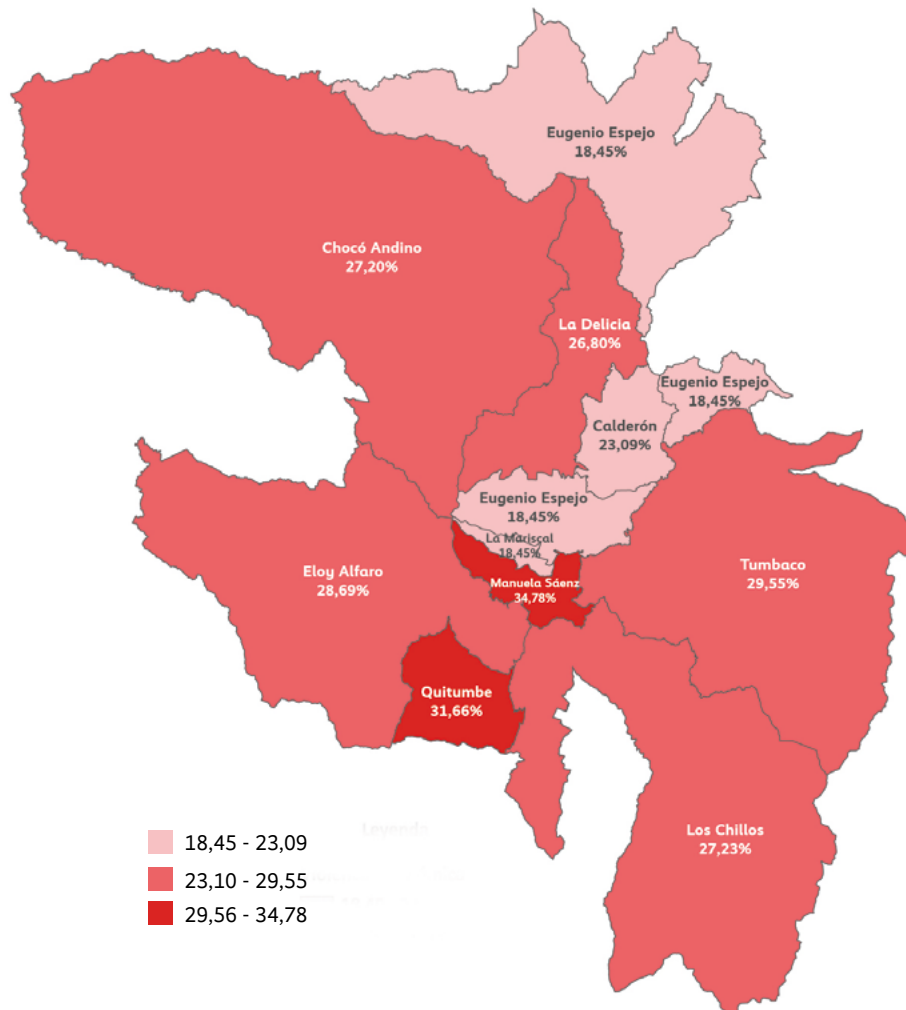 Eugenio Espejo
18,45%
Chocó Andino
27,20%
La Delicia
26,80%
Eugenio Espejo
18,45%
Calderón
23,09%
Eugenio Espejo
18,45%
La Mariscal
18,45%
Tumbaco
29,55%
Eloy Alfaro
28,69%
Manuela Sáenz
34,78%
Quitumbe
31,66%
Los Chillos
27,23%
Leyenda
18,45 - 23,09
23,10 - 29,55
29,56 - 34,78